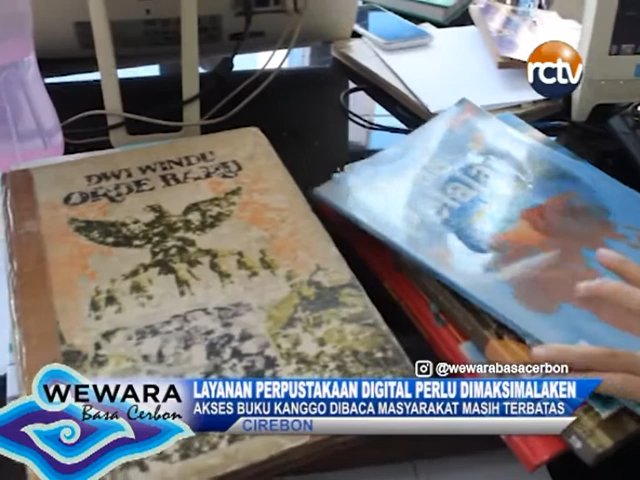 rctv
DWI WINDU
ORDE BARU
@wewarabasacerbon
WEWARA
Basa Cerbon
LAYANAN PERPUSTAKAAN DIGITAL PERLU DIMAKSIMALAKEN
AKSES BUKU KANGGO DIBACA MASYARAKAT MASIH TERBATAS
CIREBON